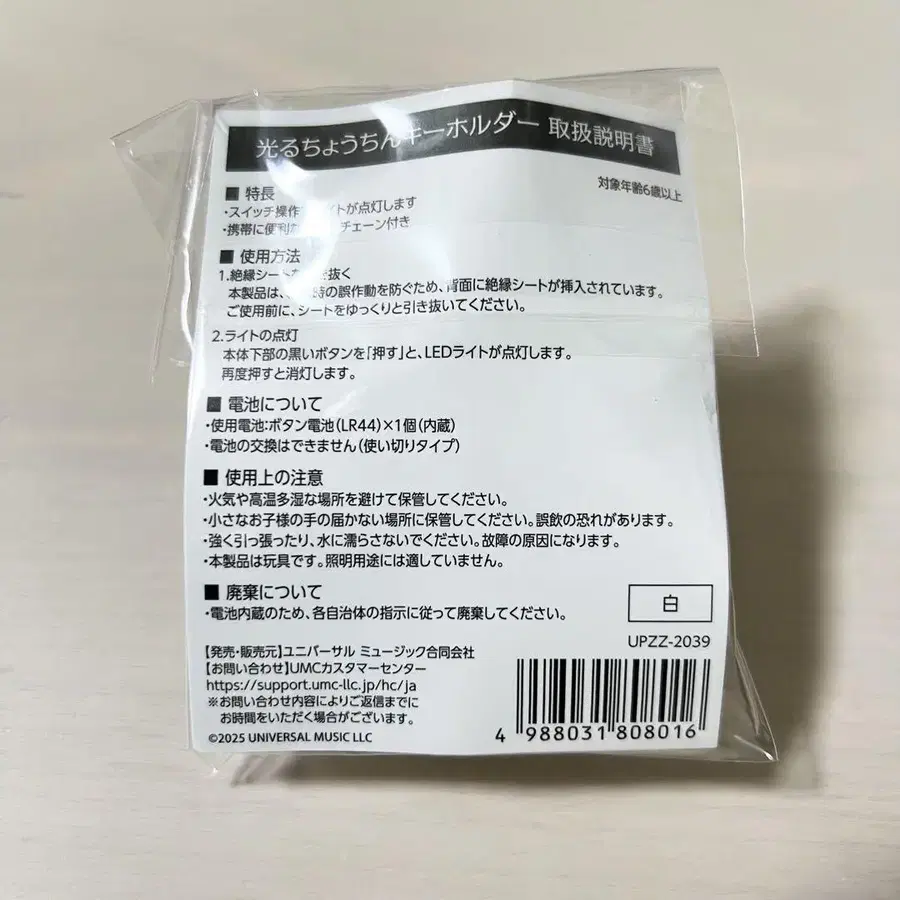 光るちょうちんキーホルダー 取扱説明書
対象年齢6歳以上
■ 特長
・スイッチ操作 ライトが点灯します
・携帯に便利 チェーン付き
■ 使用方法
1.絶縁シートを き抜く
本製品は、 時の誤作動を防ぐため、背面に絶縁シートが挿入されています。
ご使用前に、シートをゆっくりと引き抜いてください。
2.ライトの点灯
本体下部の黒いボタンを「押す」と、LEDライトが点灯します。
再度押すと消灯します。
■ 電池について
・使用電池:ボタン電池(LR44)×1個(内蔵)
・電池の交換はできません(使い切りタイプ)
■ 使用上の注意
・火気や高温多湿な場所を避けて保管してください。
・小さなお子様の手の届かない場所に保管してください。誤飲の恐れがあります。
・強く引っ張ったり、水に濡らさないでください。故障の原因になります。
・本製品は玩具です。照明用途には適していません。
■ 廃棄について
・電池内蔵のため、各自治体の指示に従って廃棄してください。
白
UPZZ-2039
【発売・販売元】ユニバーサル ミュージック合同会社
【お問い合わせ】UMCカスタマーセンター
https://support.umc-llc.jp/hc/ja
※お問い合わせ内容によりご返信までに
お時間をいただく場合がございます。
©2025 UNIVERSAL MUSIC LLC
4 988031 808016